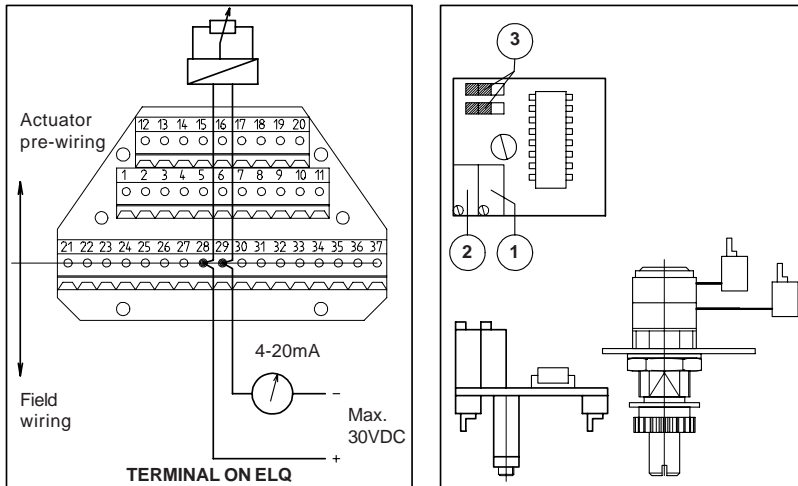 Actuator
pre-wiring
12 13 14 15 16 17 18 19 20
1 2 3 4 5 6 7 8 9 10 11
21 22 23 24 25 26 27 28 29 30 31 32 33 34 35 36 37
4-20mA
Field
wiring
−
Max.
30VDC
+
TERMINAL ON ELQ
3
2
1